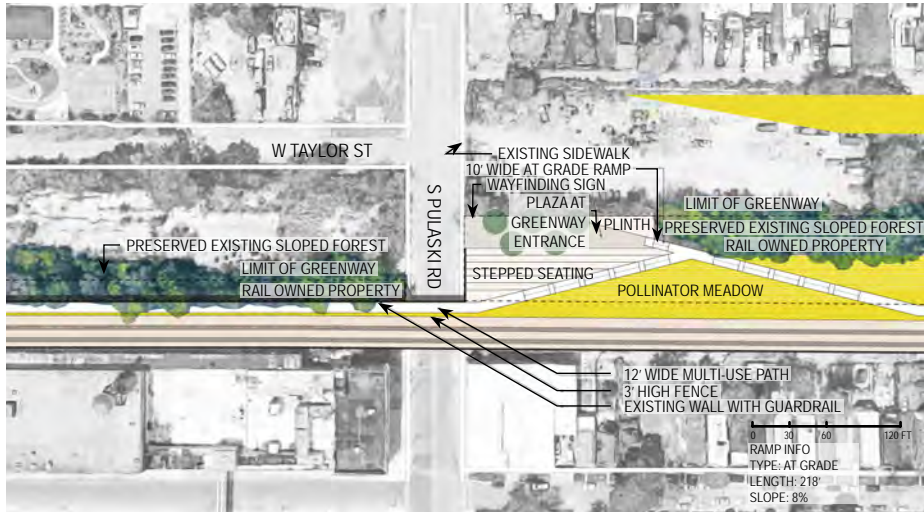 W TAYLOR ST
S PULASKI RD
EXISTING SIDEWALK
10' WIDE AT GRADE RAMP
WAYFINDING SIGN
PLAZA AT
GREENWAY
ENTRANCE
PLINTH
LIMIT OF GREENWAY
PRESERVED EXISTING SLOPED FOREST
RAIL OWNED PROPERTY
PRESERVED EXISTING SLOPED FOREST
LIMIT OF GREENWAY
RAIL OWNED PROPERTY
STEPPED SEATING
POLLINATOR MEADOW
12' WIDE MULTI-USE PATH
3' HIGH FENCE
EXISTING WALL WITH GUARDRAIL
0 30 60 120 FT
RAMP INFO
TYPE: AT GRADE
LENGTH: 218'
SLOPE: 8%